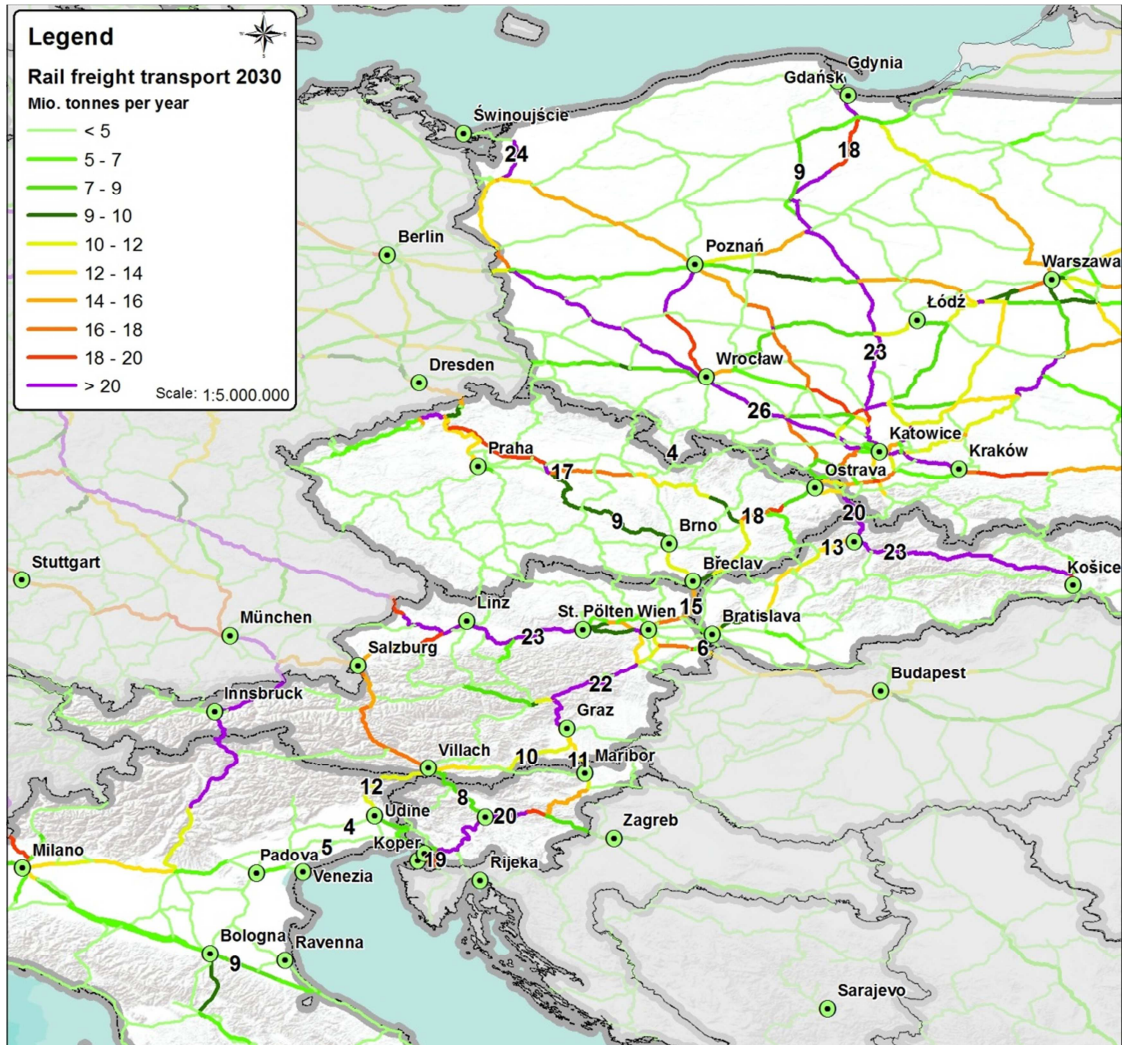 Legend
Rail freight transport 2030
Mio. tonnes per year
< 5
5 - 7
7 - 9
9 - 10
10 - 12
12 - 14
14 - 16
16 - 18
18 - 20
> 20
Scale: 1:5.000.000
Gdynia
Gdańsk
Świnoujście
24
18
9
Berlin
Poznań
Warszawa
Łódź
23
Dresden
Wrocław
26
Katowice
Kraków
4
Praha
17
Ostrava
18
20
9
Brno
13
23
Stuttgart
Břeclav
Košice
15
Linz
St. Pölten
Wien
Bratislava
München
23
6
Salzburg
22
Budapest
Innsbruck
Graz
Villach
10
11
Maribor
12
8
Udine
20
4
Zagreb
5
Koper
19
Milano
Padova
Venezia
Rijeka
Bologna
9
Ravenna
Sarajevo